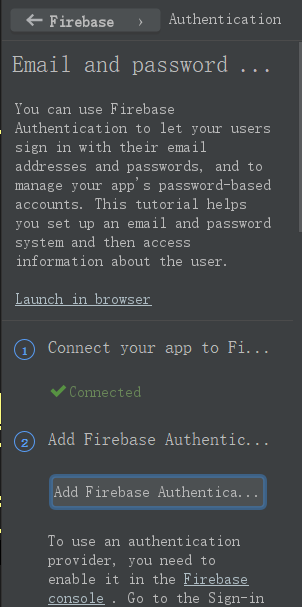 ← Firebase › Authentication
Email and password ...
You can use Firebase
Authentication to let your users
sign in with their email
addresses and passwords, and to
manage your app's password-based
accounts. This tutorial helps
you set up an email and password
system and then access
information about the user.
Launch in browser
1 Connect your app to Fi...
✔ Connected
2 Add Firebase Authentic...
Add Firebase Authentica...
To use an authentication
provider, you need to
enable it in the Firebase
console . Go to the Sign-in